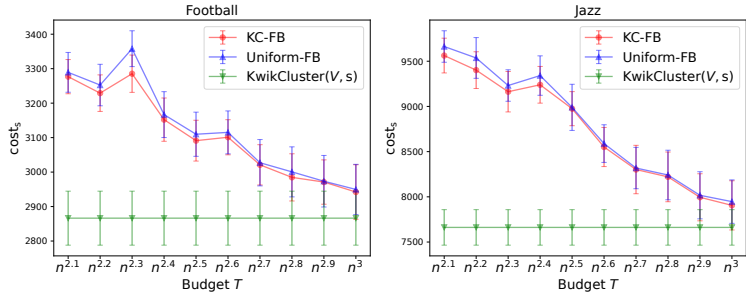 Football
KC-FB
Uniform-FB
KwikCluster(V, s)
3400
3300
3200
3100
3000
2900
2800
cost_s
n^2.1 n^2.2 n^2.3 n^2.4 n^2.5 n^2.6 n^2.7 n^2.8 n^2.9 n^3
Budget T
Jazz
KC-FB
Uniform-FB
KwikCluster(V, s)
9500
9000
8500
8000
7500
cost_s
n^2.1 n^2.2 n^2.3 n^2.4 n^2.5 n^2.6 n^2.7 n^2.8 n^2.9 n^3
Budget T